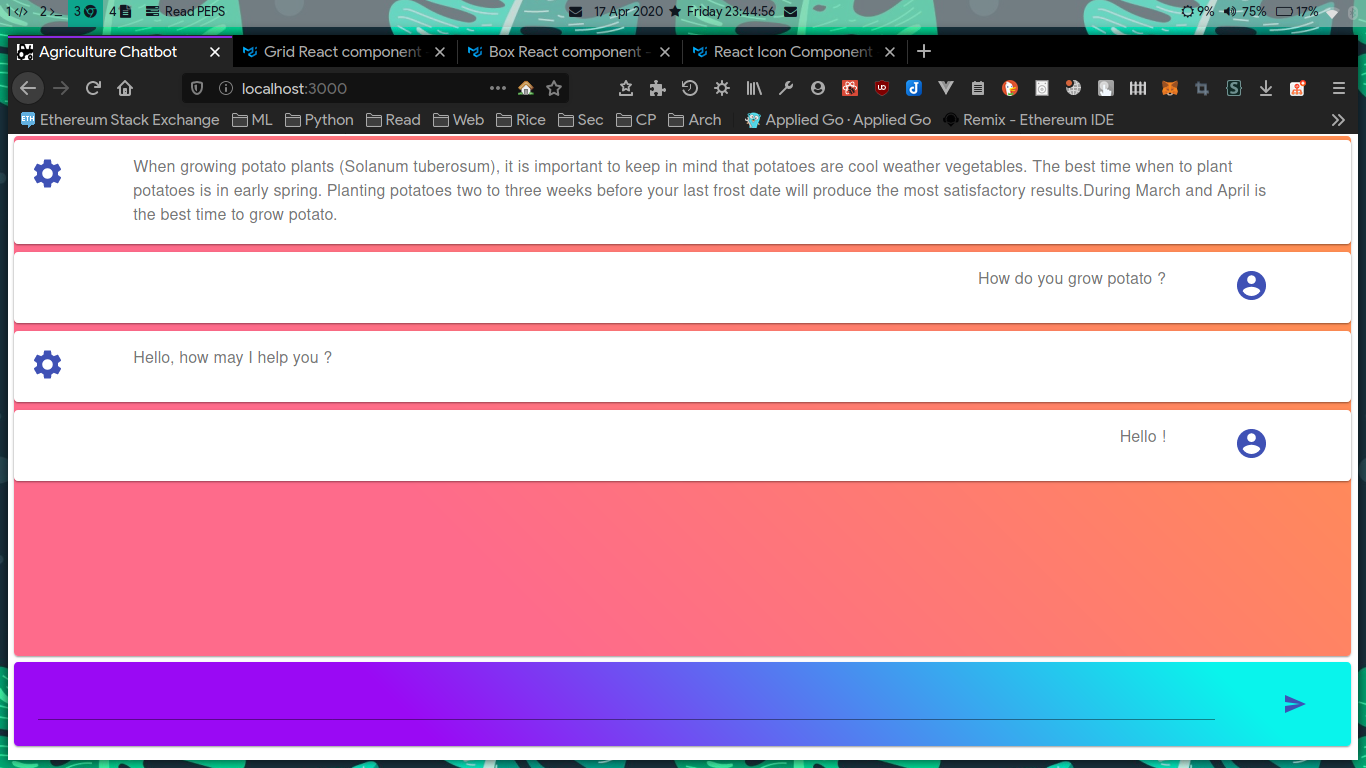 1 2 3 4 Read PEPS 17 Apr 2020 Friday 23:44:56 9% 75% 17%
Agriculture Chatbot Grid React component Box React component - React Icon Component
localhost:3000
Ethereum Stack Exchange ML Python Read Web Rice Sec CP Arch Applied Go · Applied Go Remix - Ethereum IDE
When growing potato plants (Solanum tuberosum), it is important to keep in mind that potatoes are cool weather vegetables. The best time when to plant
potatoes is in early spring. Planting potatoes two to three weeks before your last frost date will produce the most satisfactory results.During March and April is
the best time to grow potato.
How do you grow potato ?
Hello, how may I help you ?
Hello !